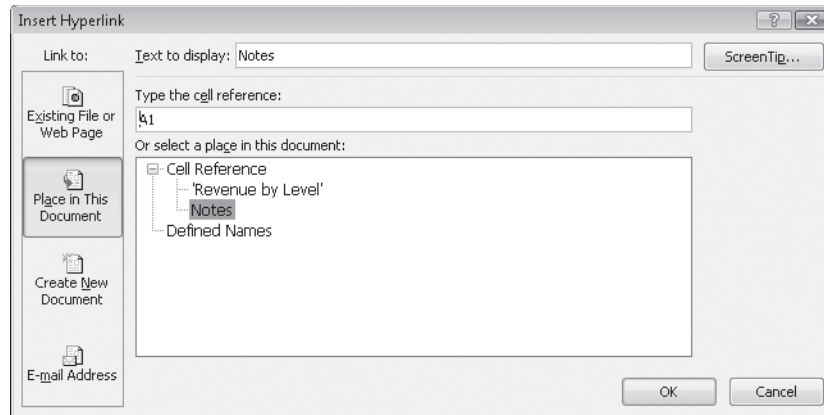 Insert Hyperlink
Link to:
Text to display: Notes
ScreenTip...
Existing File or
Web Page
Place in This
Document
Create New
Document
E-mail Address
Type the cell reference:
A1
Or select a place in this document:
Cell Reference
'Revenue by Level'
Notes
Defined Names
OK
Cancel